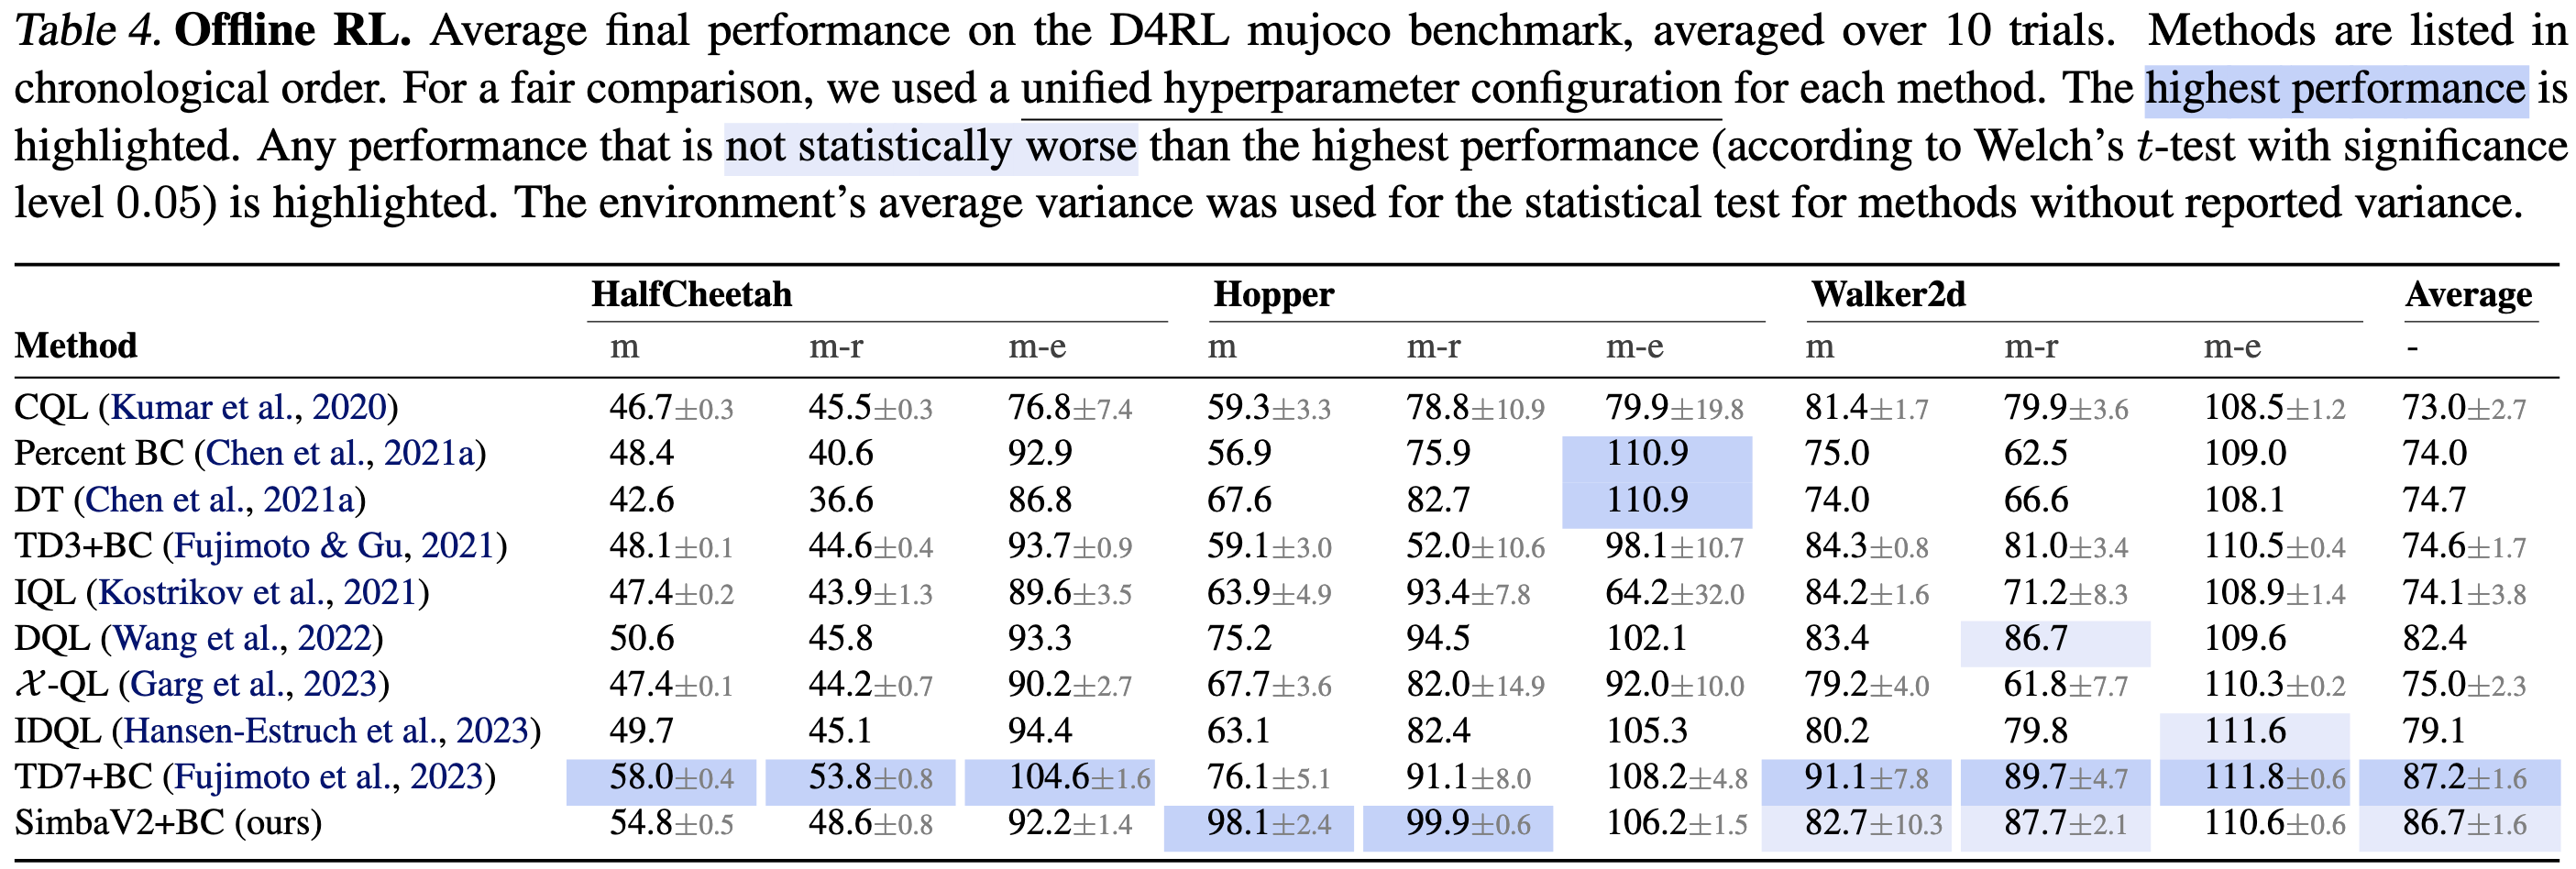 Table 4. Offline RL. Average final performance on the D4RL mujoco benchmark, averaged over 10 trials. Methods are listed in
chronological order. For a fair comparison, we used a unified hyperparameter configuration for each method. The highest performance is
highlighted. Any performance that is not statistically worse than the highest performance (according to Welch's t-test with significance
level 0.05) is highlighted. The environment's average variance was used for the statistical test for methods without reported variance.
HalfCheetah Hopper Walker2d Average
Method m m-r m-e m m-r m-e m m-r m-e -
CQL (Kumar et al., 2020) 46.7±0.3 45.5±0.3 76.8±7.4 59.3±3.3 78.8±10.9 79.9±19.8 81.4±1.7 79.9±3.6 108.5±1.2 73.0±2.7
Percent BC (Chen et al., 2021a) 48.4 40.6 92.9 56.9 75.9 110.9 75.0 62.5 109.0 74.0
DT (Chen et al., 2021a) 42.6 36.6 86.8 67.6 82.7 110.9 74.0 66.6 108.1 74.7
TD3+BC (Fujimoto & Gu, 2021) 48.1±0.1 44.6±0.4 93.7±0.9 59.1±3.0 52.0±10.6 98.1±10.7 84.3±0.8 81.0±3.4 110.5±0.4 74.6±1.7
IQL (Kostrikov et al., 2021) 47.4±0.2 43.9±1.3 89.6±3.5 63.9±4.9 93.4±7.8 64.2±32.0 84.2±1.6 71.2±8.3 108.9±1.4 74.1±3.8
DQL (Wang et al., 2022) 50.6 45.8 93.3 75.2 94.5 102.1 83.4 86.7 109.6 82.4
𝒳-QL (Garg et al., 2023) 47.4±0.1 44.2±0.7 90.2±2.7 67.7±3.6 82.0±14.9 92.0±10.0 79.2±4.0 61.8±7.7 110.3±0.2 75.0±2.3
IDQL (Hansen-Estruch et al., 2023) 49.7 45.1 94.4 63.1 82.4 105.3 80.2 79.8 111.6 79.1
TD7+BC (Fujimoto et al., 2023) 58.0±0.4 53.8±0.8 104.6±1.6 76.1±5.1 91.1±8.0 108.2±4.8 91.1±7.8 89.7±4.7 111.8±0.6 87.2±1.6
SimbaV2+BC (ours) 54.8±0.5 48.6±0.8 92.2±1.4 98.1±2.4 99.9±0.6 106.2±1.5 82.7±10.3 87.7±2.1 110.6±0.6 86.7±1.6